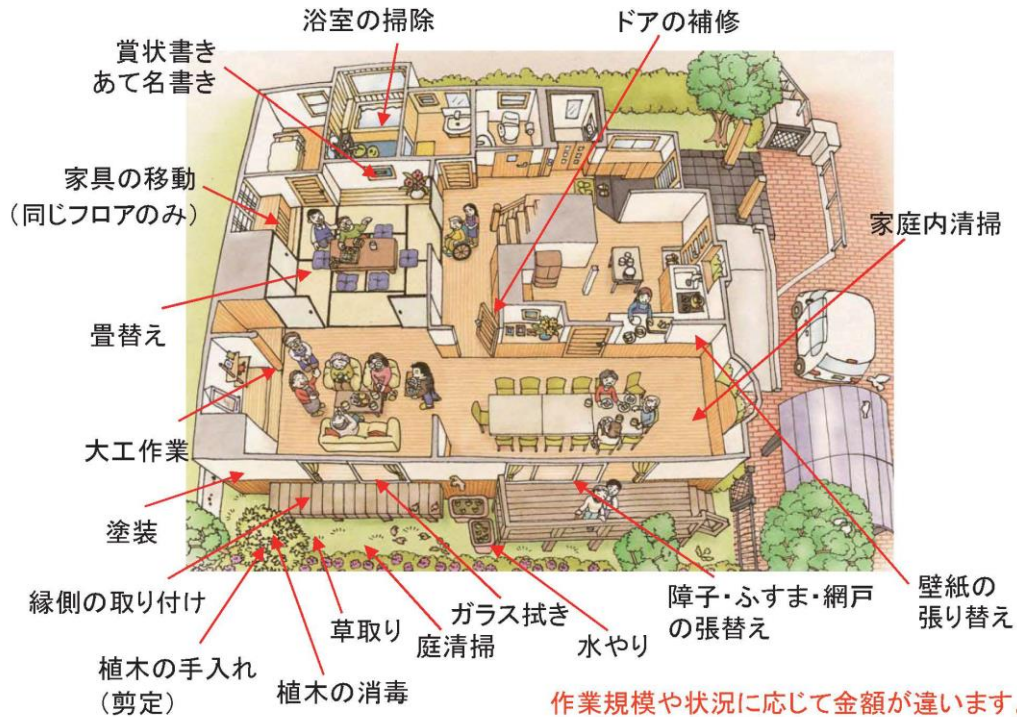 浴室の掃除
ドアの補修
賞状書き
あて名書き
家具の移動
（同じフロアのみ）
家庭内清掃
畳替え
大工作業
塗装
縁側の取り付け
植木の手入れ
（剪定）
植木の消毒
草取り
庭清掃
ガラス拭き
水やり
障子・ふすま・網戸
の張替え
壁紙の
張り替え
作業規模や状況に応じて金額が違います。